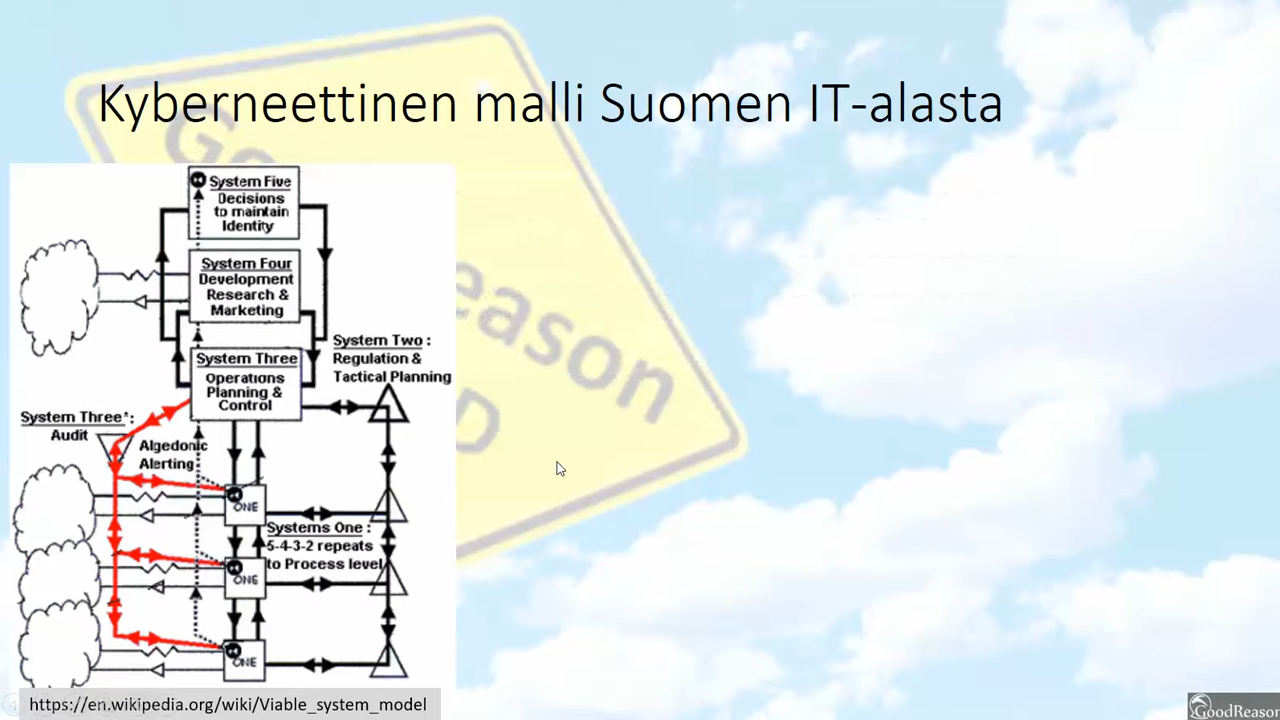 Kyberneettinen malli Suomen IT-alasta
System Five
Decisions
to maintain
Identity
System Four
Development
Research &
Marketing
System Three
Operations
Planning &
Control
System Two :
Regulation &
Tactical Planning
System Three*:
Audit
Algedonic
Alerting
ONE
Systems One :
5-4-3-2 repeats
to Process level
ONE
ONE
https://en.wikipedia.org/wiki/Viable_system_model
eason
D
GoodReason